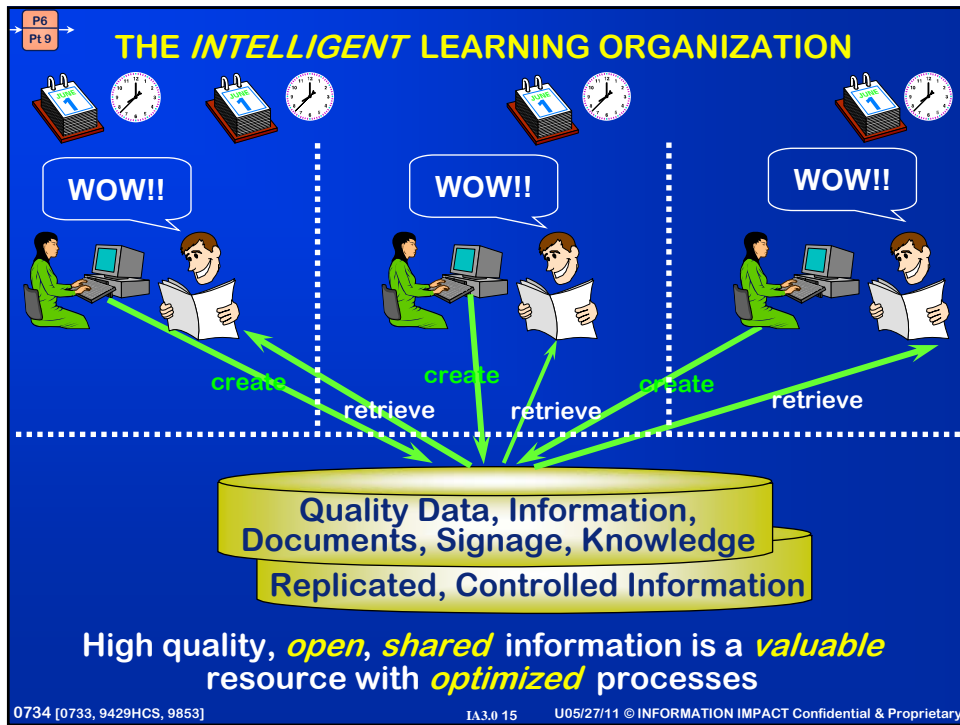 P6
Pt 9
THE INTELLIGENT LEARNING ORGANIZATION
JUNE 1
JUNE 1
JUNE 1
JUNE 1
WOW!!
WOW!!
WOW!!
create
create
create
retrieve
retrieve
retrieve
Quality Data, Information,
Documents, Signage, Knowledge
Replicated, Controlled Information
High quality, open, shared information is a valuable
resource with optimized processes
0734 [0733, 9429HCS, 9853]
IA3.0 15
U05/27/11 © INFORMATION IMPACT Confidential & Proprietary